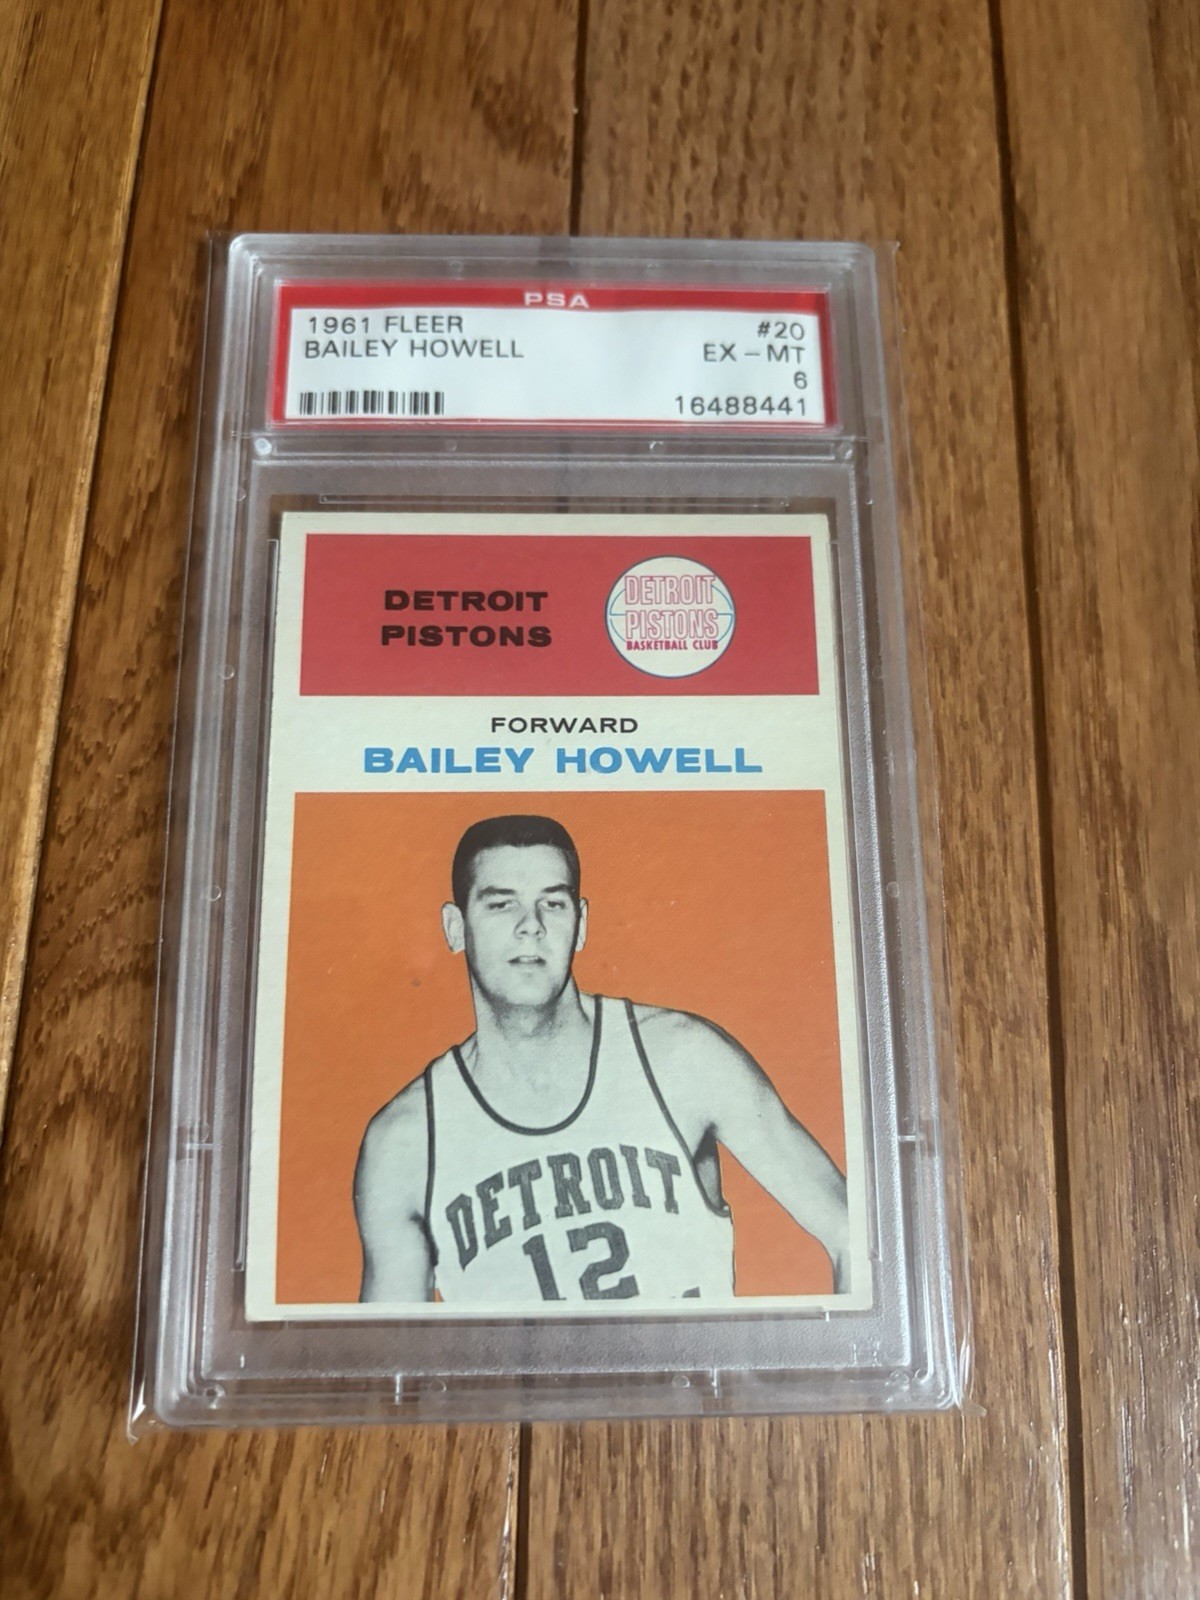 PSA
1961 FLEER #20
BAILEY HOWELL EX - MT
6
16488441
DETROIT
PISTONS
DETROIT
PISTONS
BASKETBALL CLUB
FORWARD
BAILEY HOWELL
DETROIT
12